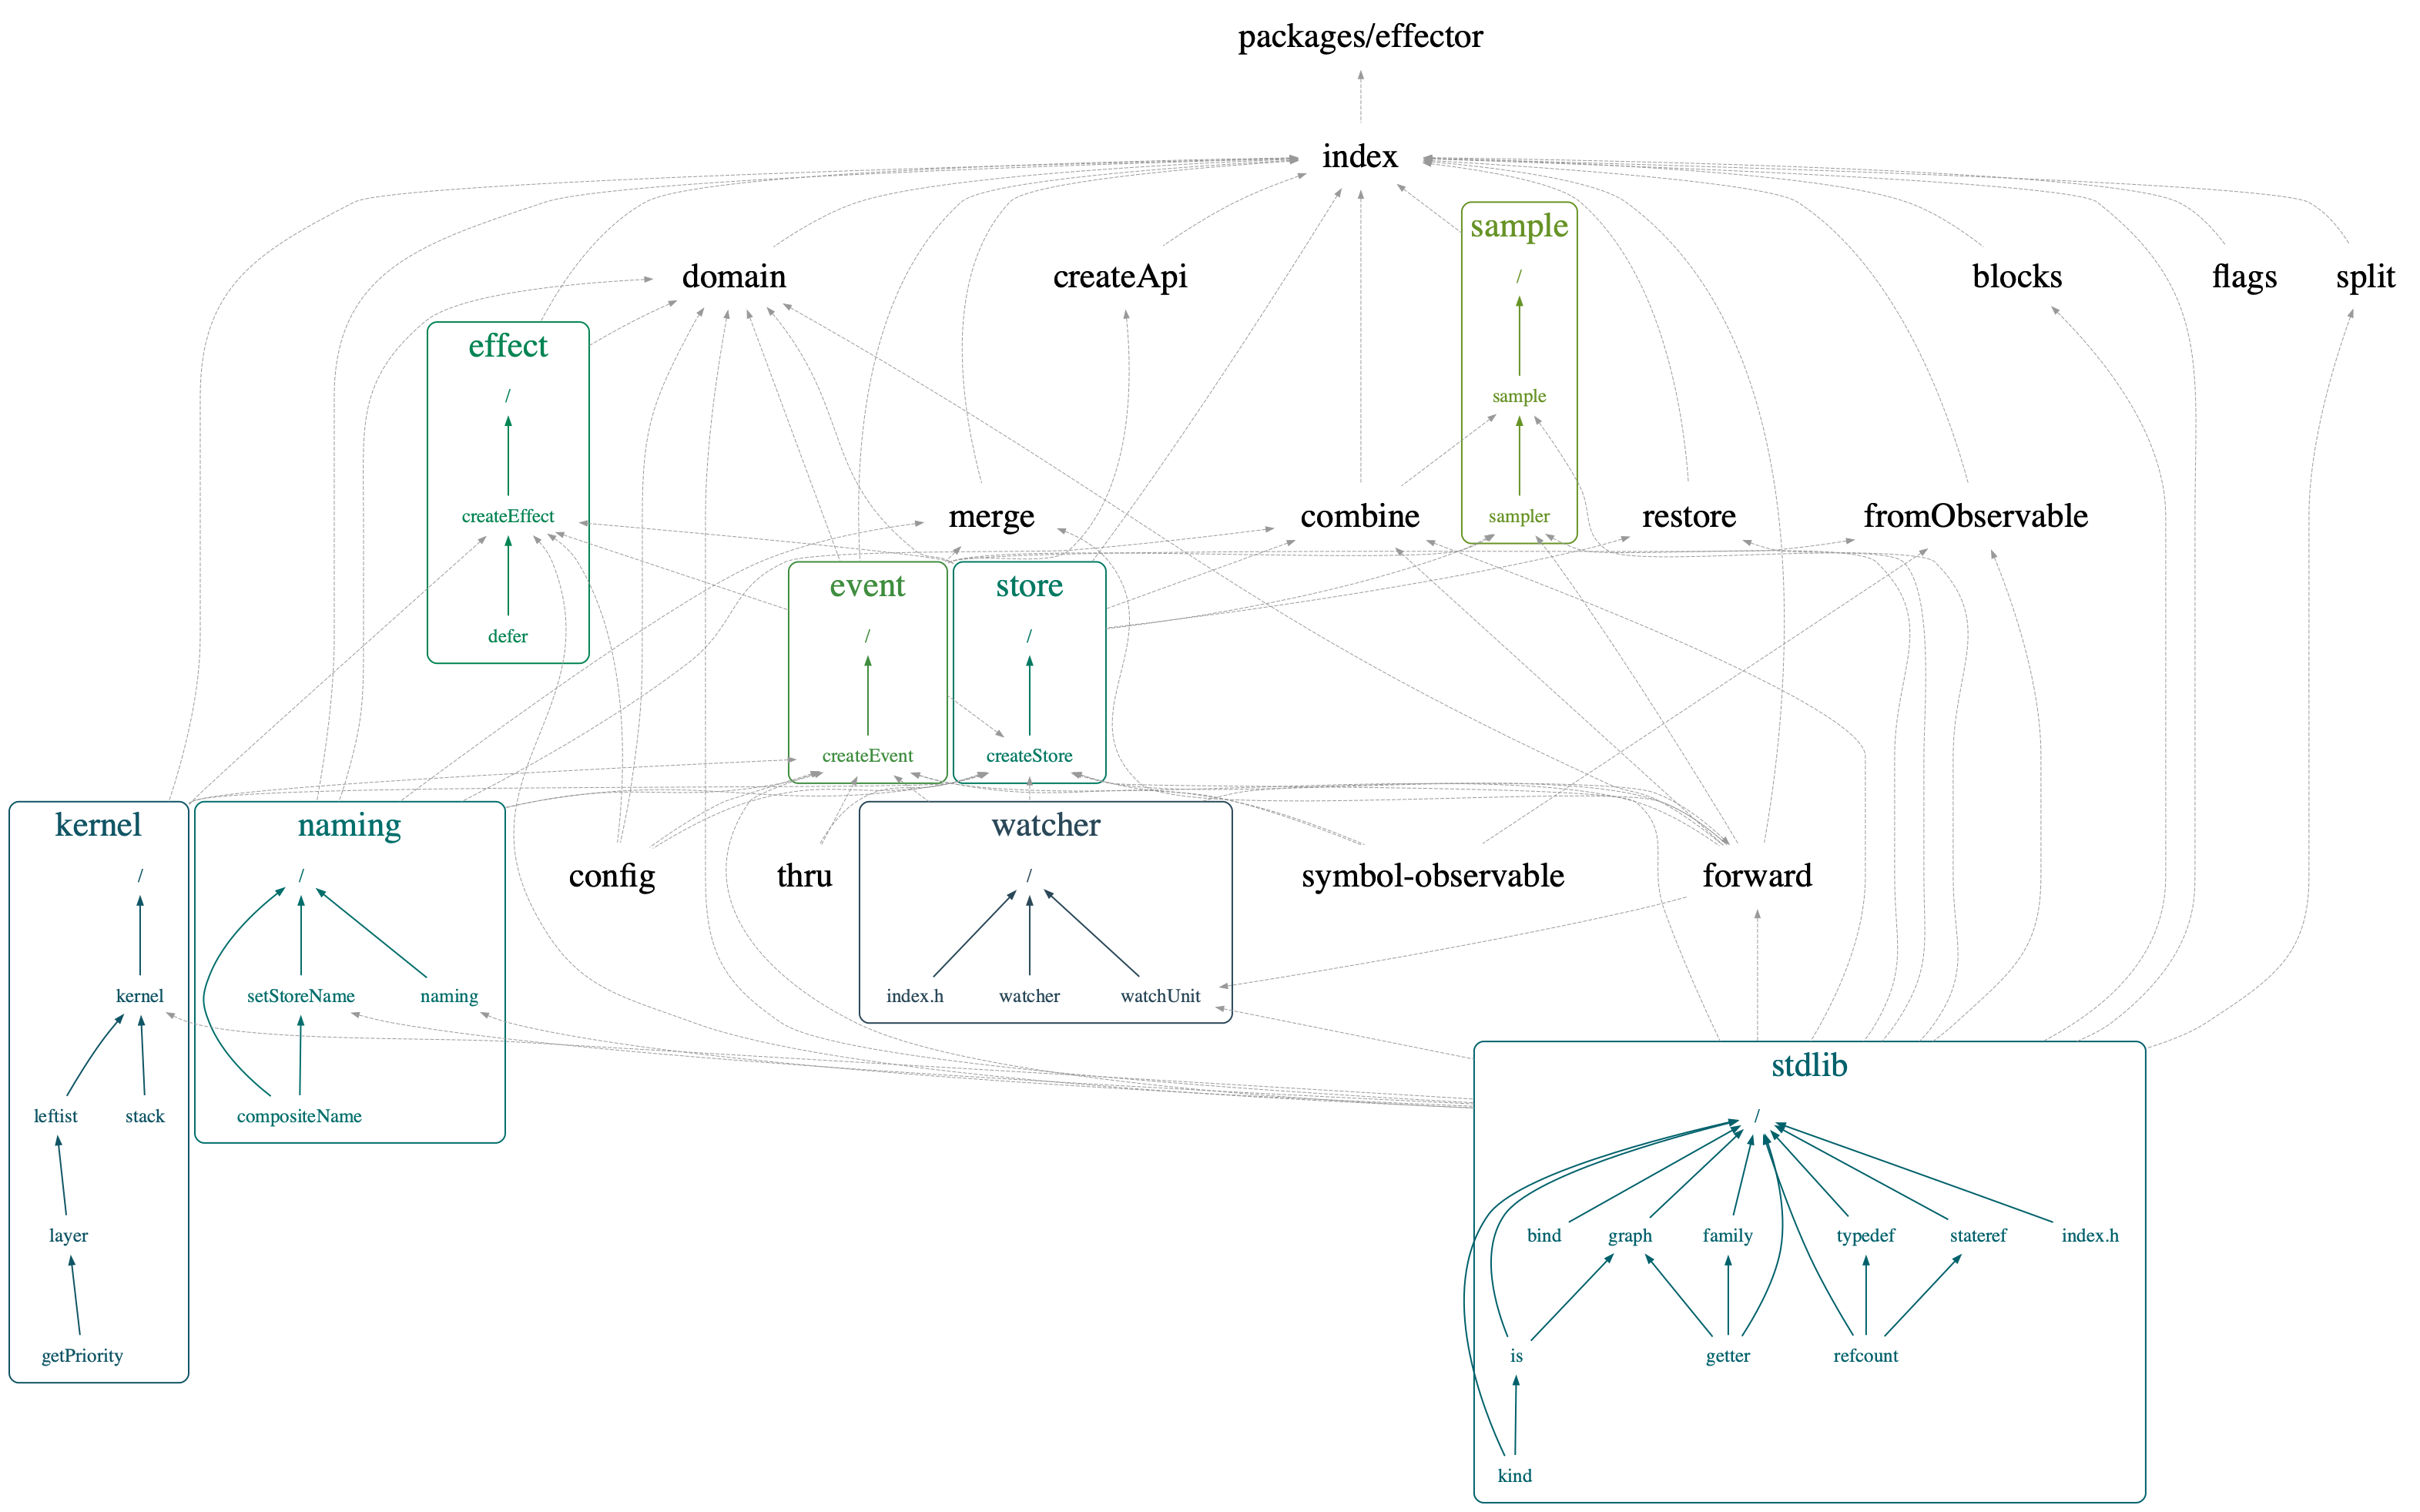 packages/effector
index
sample
domain
createApi
/
blocks
flags
split
effect
/
sample
createEffect
merge
combine
sampler
restore
fromObservable
event
store
defer
/
/
createEvent
createStore
kernel
naming
watcher
/
/
config
thru
/
symbol-observable
forward
kernel
setStoreName
naming
index.h
watcher
watchUnit
stdlib
leftist
stack
compositeName
/
layer
bind
graph
family
typedef
stateref
index.h
getPriority
is
getter
refcount
kind